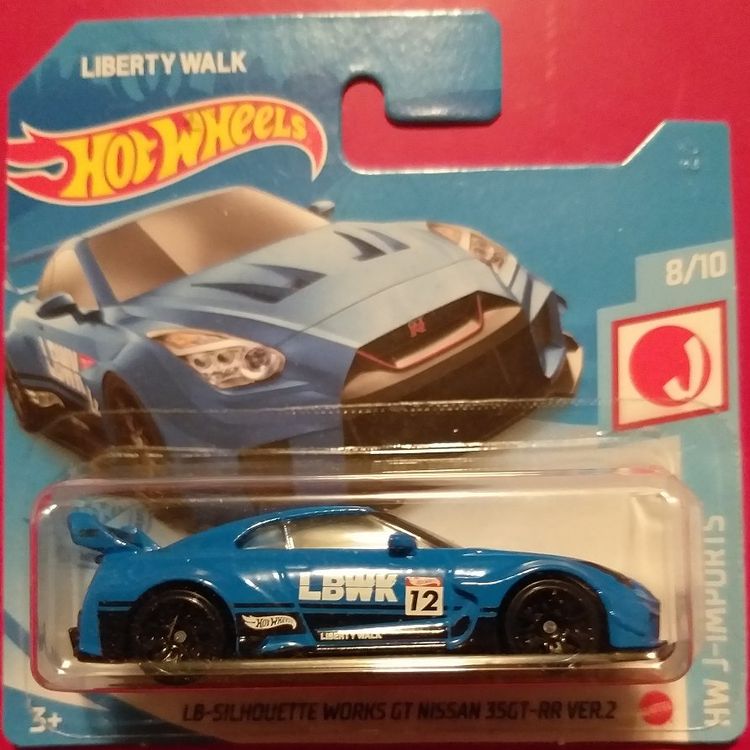 LIBERTY WALK
Hot Wheels
8/10
J
HW J-IMPORTS
LBWK
LBWK
12
Hot Wheels
LIBERTY WALK
LB-SILHOUETTE WORKS GT NISSAN 35GT-RR VER.2
3+